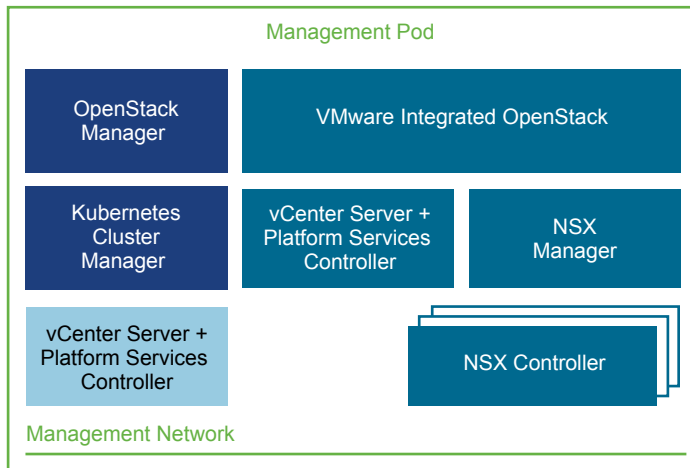 Management Pod
OpenStack
Manager
VMware Integrated OpenStack
Kubernetes
Cluster
Manager
vCenter Server +
Platform Services
Controller
NSX
Manager
vCenter Server +
Platform Services
Controller
NSX Controller
Management Network